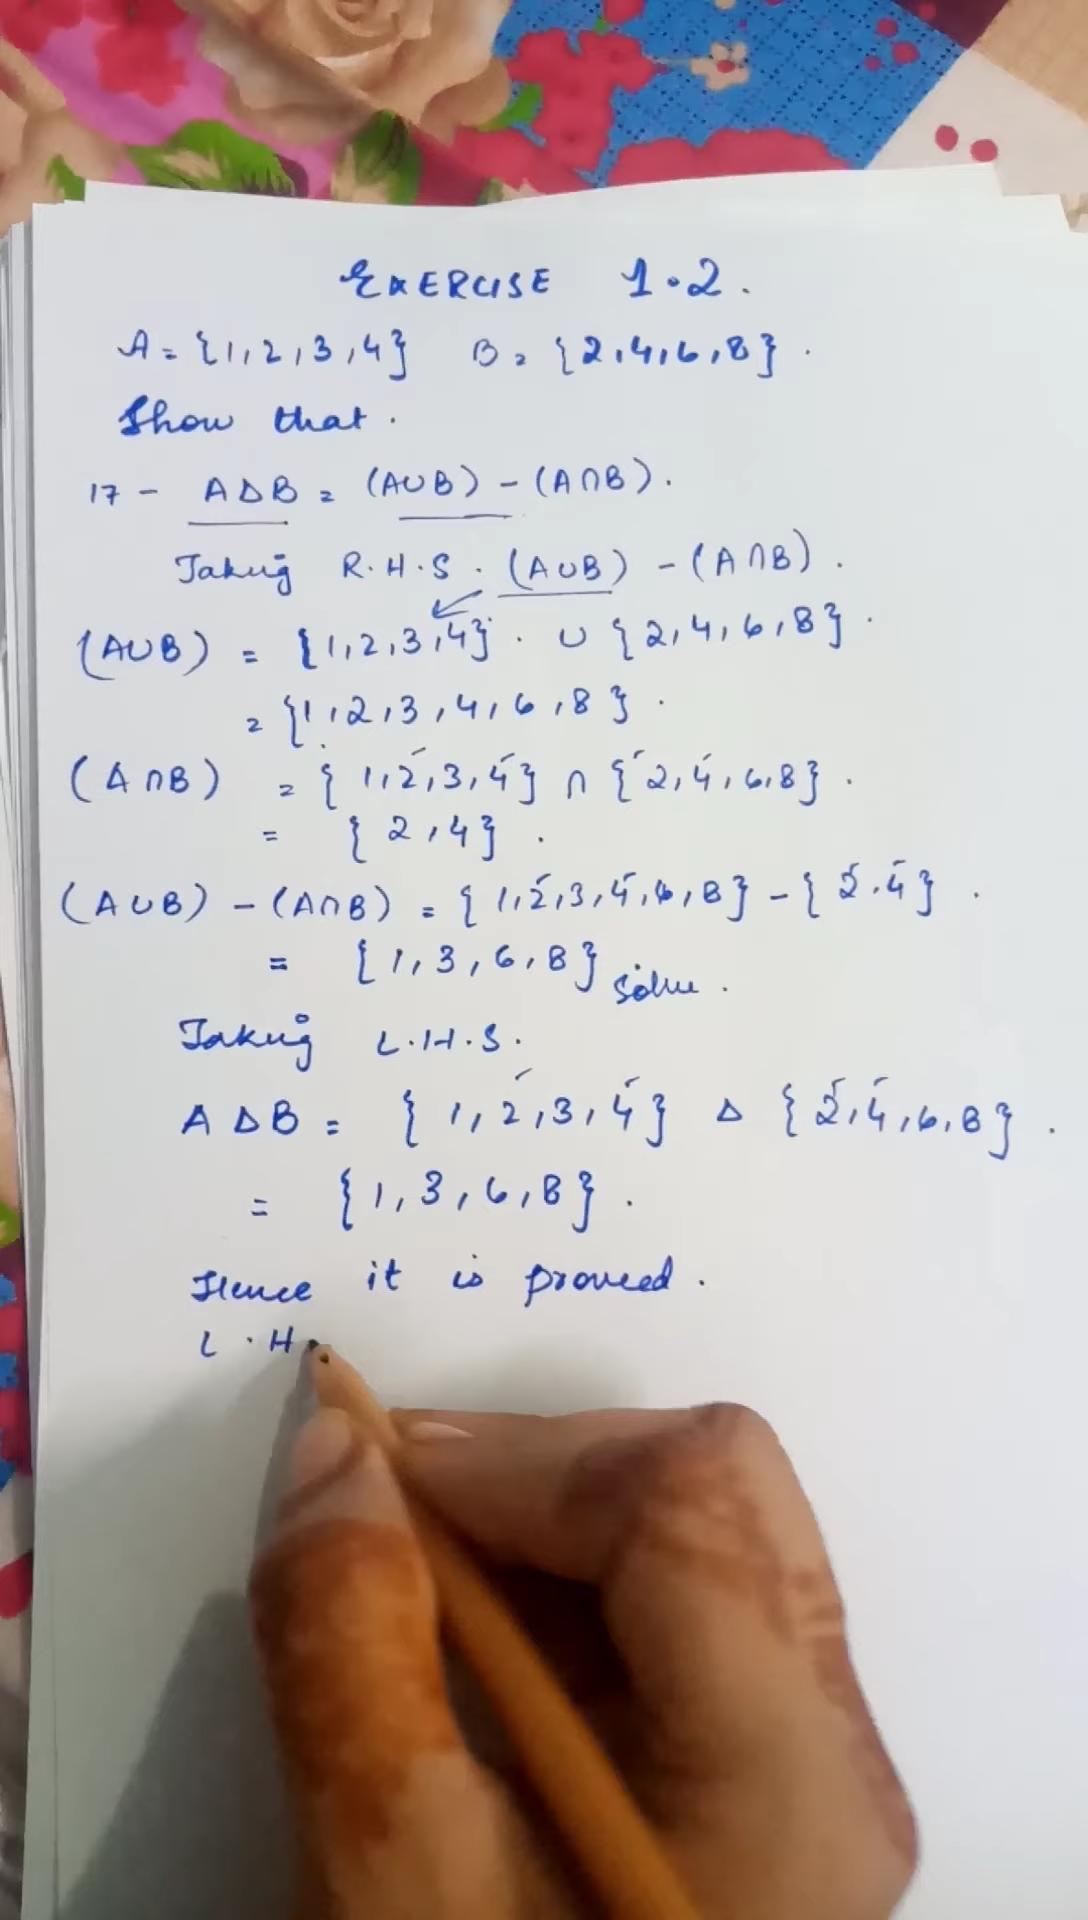 EXERCISE 1.2.
A = {1,2,3,4} B = {2,4,6,8}.
Show that.
17 - A Δ B = (A∪B) - (A∩B).
Taking R.H.S. (A∪B) - (A∩B).
(A∪B) = {1,2,3,4}. ∪ {2,4,6,8}.
= {1,2,3,4,6,8}.
(A∩B) = {1,2,3,4} ∩ {2,4,6,8}.
= {2,4}.
(A∪B) - (A∩B) = {1,2,3,4,6,8} - {2,4}.
= {1,3,6,8}
Taking L.H.S.
A Δ B = {1,2,3,4} Δ {2,4,6,8}.
= {1,3,6,8}.
Hence it is proved.
L.H